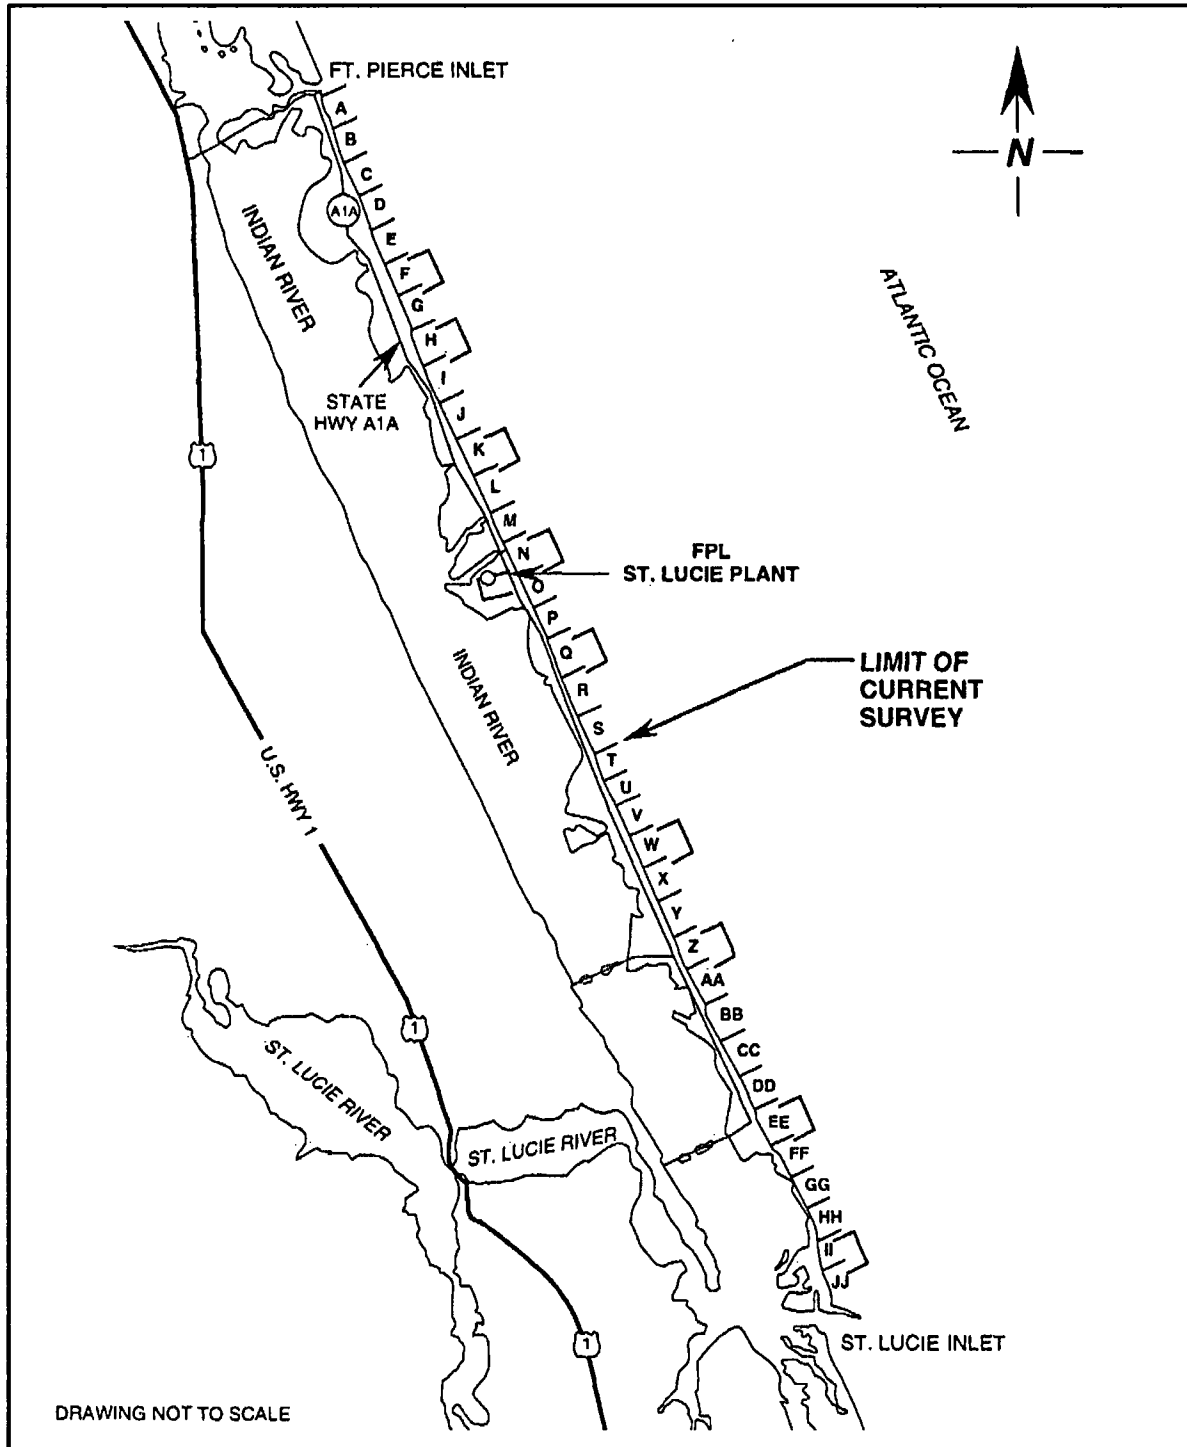 FT. PIERCE INLET
A
B
C
D
E
F
G
H
I
J
K
L
M
N
O
P
Q
R
S
T
U
V
W
X
Y
Z
AA
BB
CC
DD
EE
FF
GG
HH
II
JJ
N
A1A
INDIAN RIVER
ATLANTIC OCEAN
STATE
HWY A1A
1
FPL
ST. LUCIE PLANT
INDIAN RIVER
LIMIT OF
CURRENT
SURVEY
U.S. HWY 1
1
ST. LUCIE RIVER
ST. LUCIE RIVER
1
ST. LUCIE INLET
DRAWING NOT TO SCALE